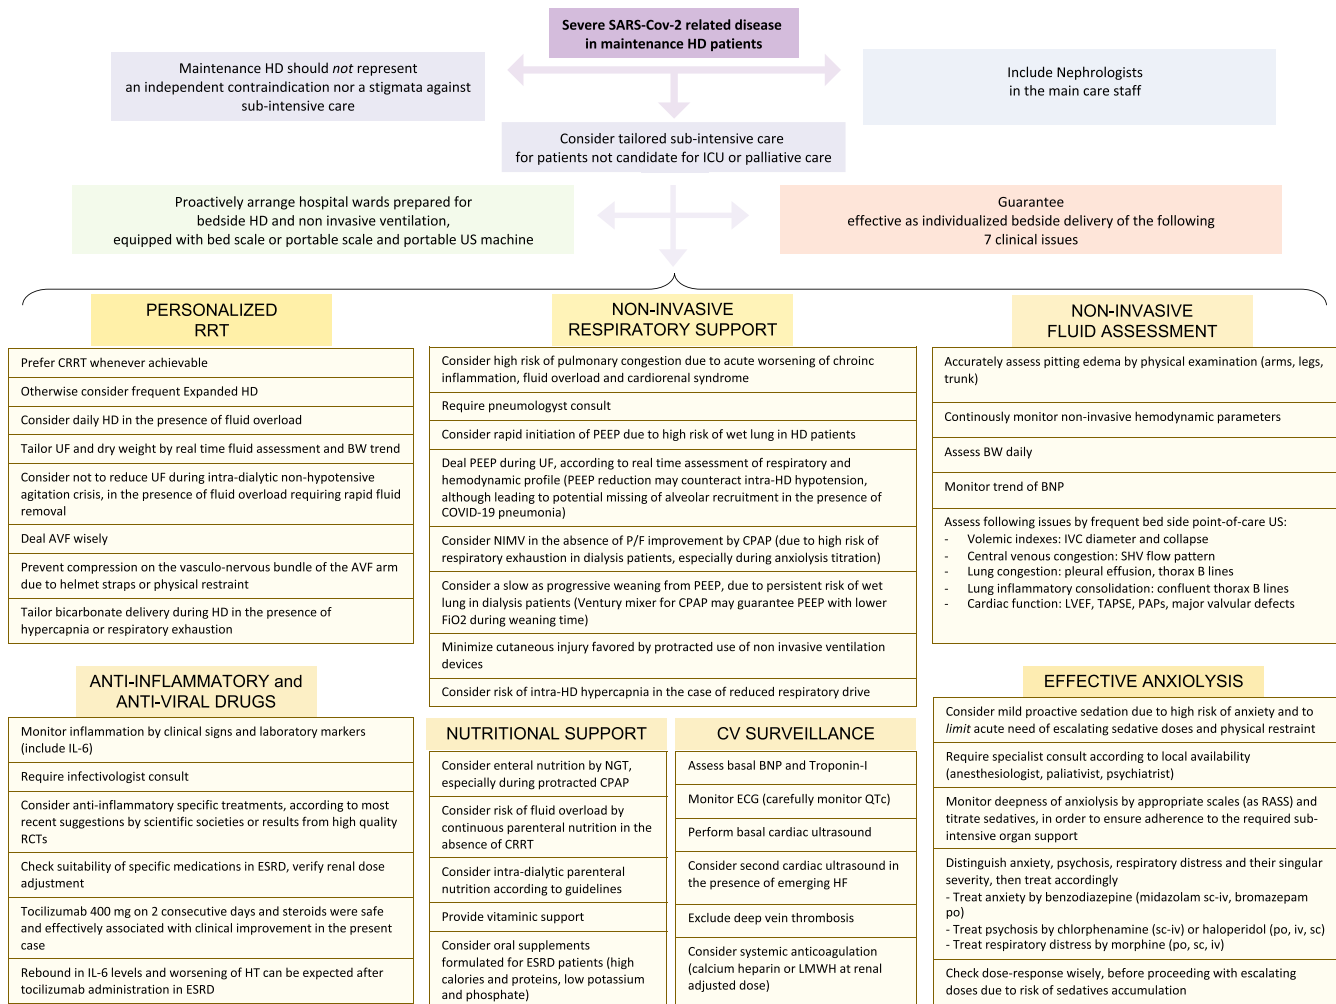 Severe SARS-Cov-2 related disease
in maintenance HD patients
Maintenance HD should not represent
an independent contraindication nor a stigmata against
sub-intensive care
Include Nephrologists
in the main care staff
Consider tailored sub-intensive care
for patients not candidate for ICU or palliative care
Proactively arrange hospital wards prepared for
bedside HD and non invasive ventilation,
equipped with bed scale or portable scale and portable US machine
Guarantee
effective as individualized bedside delivery of the following
7 clinical issues
PERSONALIZED
RRT
Prefer CRRT whenever achievable
Otherwise consider frequent Expanded HD
Consider daily HD in the presence of fluid overload
Tailor UF and dry weight by real time fluid assessment and BW trend
Consider not to reduce UF during intra-dialytic non-hypotensive
agitation crisis, in the presence of fluid overload requiring rapid fluid
removal
Deal AVF wisely
Prevent compression on the vasculo-nervous bundle of the AVF arm
due to helmet straps or physical restraint
Tailor bicarbonate delivery during HD in the presence of
hypercapnia or respiratory exhaustion
NON-INVASIVE
RESPIRATORY SUPPORT
Consider high risk of pulmonary congestion due to acute worsening of chroinc
inflammation, fluid overload and cardiorenal syndrome
Require pneumologyst consult
Consider rapid initiation of PEEP due to high risk of wet lung in HD patients
Deal PEEP during UF, according to real time assessment of respiratory and
hemodynamic profile (PEEP reduction may counteract intra-HD hypotension,
although leading to potential missing of alveolar recruitment in the presence of
COVID-19 pneumonia)
Consider NIMV in the absence of P/F improvement by CPAP (due to high risk of
respiratory exhaustion in dialysis patients, especially during anxiolysis titration)
Consider a slow as progressive weaning from PEEP, due to persistent risk of wet
lung in dialysis patients (Ventury mixer for CPAP may guarantee PEEP with lower
FiO2 during weaning time)
Minimize cutaneous injury favored by protracted use of non invasive ventilation
devices
Consider risk of intra-HD hypercapnia in the case of reduced respiratory drive
NON-INVASIVE
FLUID ASSESSMENT
Accurately assess pitting edema by physical examination (arms, legs,
trunk)
Continously monitor non-invasive hemodynamic parameters
Assess BW daily
Monitor trend of BNP
Assess following issues by frequent bed side point-of-care US:
- Volemic indexes: IVC diameter and collapse
- Central venous congestion: SHV flow pattern
- Lung congestion: pleural effusion, thorax B lines
- Lung inflammatory consolidation: confluent thorax B lines
- Cardiac function: LVEF, TAPSE, PAPs, major valvular defects
ANTI-INFLAMMATORY and
ANTI-VIRAL DRUGS
Monitor inflammation by clinical signs and laboratory markers
(include IL-6)
Require infectivologist consult
Consider anti-inflammatory specific treatments, according to most
recent suggestions by scientific societies or results from high quality
RCTs
Check suitability of specific medications in ESRD, verify renal dose
adjustment
Tocilizumab 400 mg on 2 consecutive days and steroids were safe
and effectively associated with clinical improvement in the present
case
Rebound in IL-6 levels and worsening of HT can be expected after
tocilizumab administration in ESRD
NUTRITIONAL SUPPORT
Consider enteral nutrition by NGT,
especially during protracted CPAP
Consider risk of fluid overload by
continuous parenteral nutrition in the
absence of CRRT
Consider intra-dialytic parenteral
nutrition according to guidelines
Provide vitaminic support
Consider oral supplements
formulated for ESRD patients (high
calories and proteins, low potassium
and phosphate)
CV SURVEILLANCE
Assess basal BNP and Troponin-I
Monitor ECG (carefully monitor QTc)
Perform basal cardiac ultrasound
Consider second cardiac ultrasound in
the presence of emerging HF
Exclude deep vein thrombosis
Consider systemic anticoagulation
(calcium heparin or LMWH at renal
adjusted dose)
EFFECTIVE ANXIOLYSIS
Consider mild proactive sedation due to high risk of anxiety and to
limit acute need of escalating sedative doses and physical restraint
Require specialist consult according to local availability
(anesthesiologist, paliativist, psychiatrist)
Monitor deepness of anxiolysis by appropriate scales (as RASS) and
titrate sedatives, in order to ensure adherence to the required sub-
intensive organ support
Distinguish anxiety, psychosis, respiratory distress and their singular
severity, then treat accordingly
- Treat anxiety by benzodiazepine (midazolam sc-iv, bromazepam
po)
- Treat psychosis by chlorphenamine (sc-iv) or haloperidol (po, iv, sc)
- Treat respiratory distress by morphine (po, sc, iv)
Check dose-response wisely, before proceeding with escalating
doses due to risk of sedatives accumulation